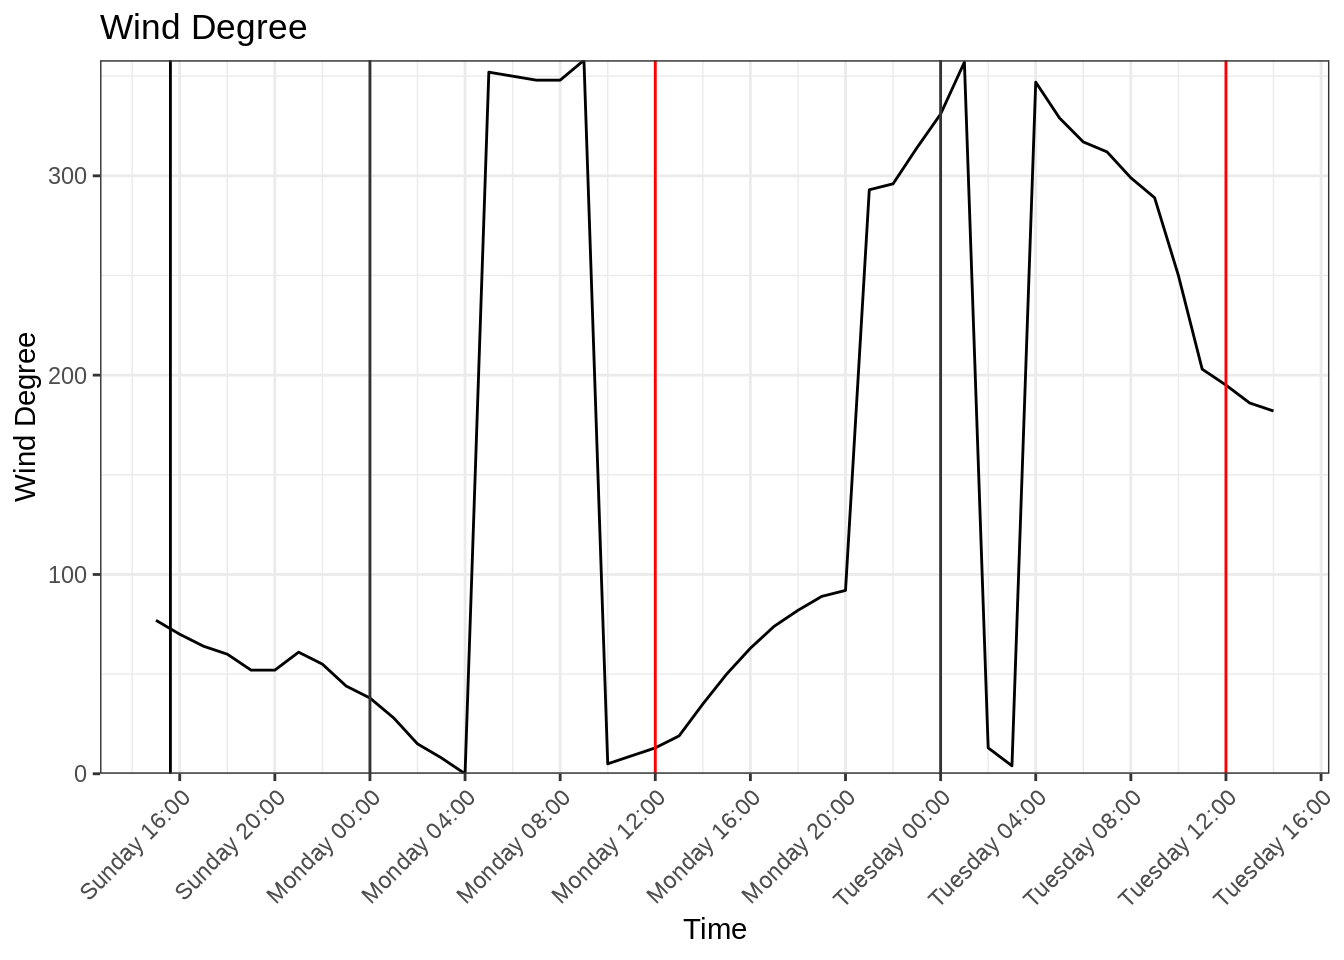 Wind Degree
Wind Degree
300
200
100
0
Sunday 16:00
Sunday 20:00
Monday 00:00
Monday 04:00
Monday 08:00
Monday 12:00
Monday 16:00
Monday 20:00
Tuesday 00:00
Tuesday 04:00
Tuesday 08:00
Tuesday 12:00
Tuesday 16:00
Time